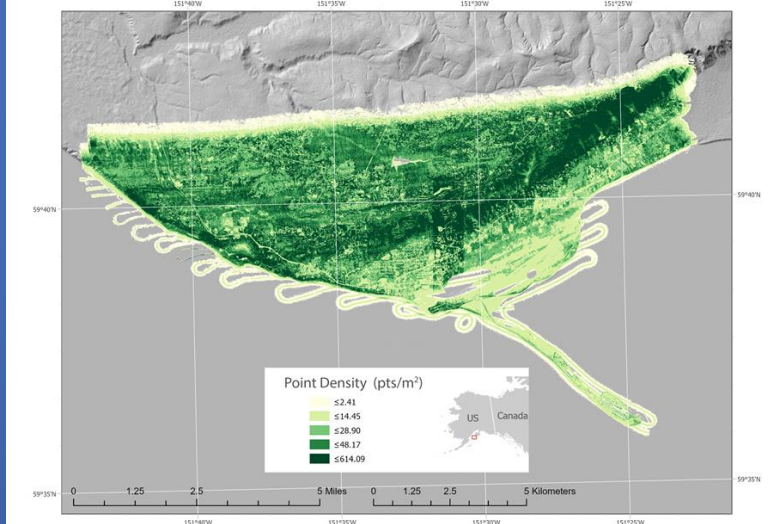 151°40'W 151°35'W 151°30'W 151°25'W
59°40'N 59°40'N
Point Density (pts/m²)
≤2.41
≤14.45
≤28.90
≤48.17
≤614.09
US Canada
59°35'N 59°35'N
0 1.25 2.5 5 Miles 0 1.25 2.5 5 Kilometers
151°40'W 151°35'W 151°30'W 151°25'W